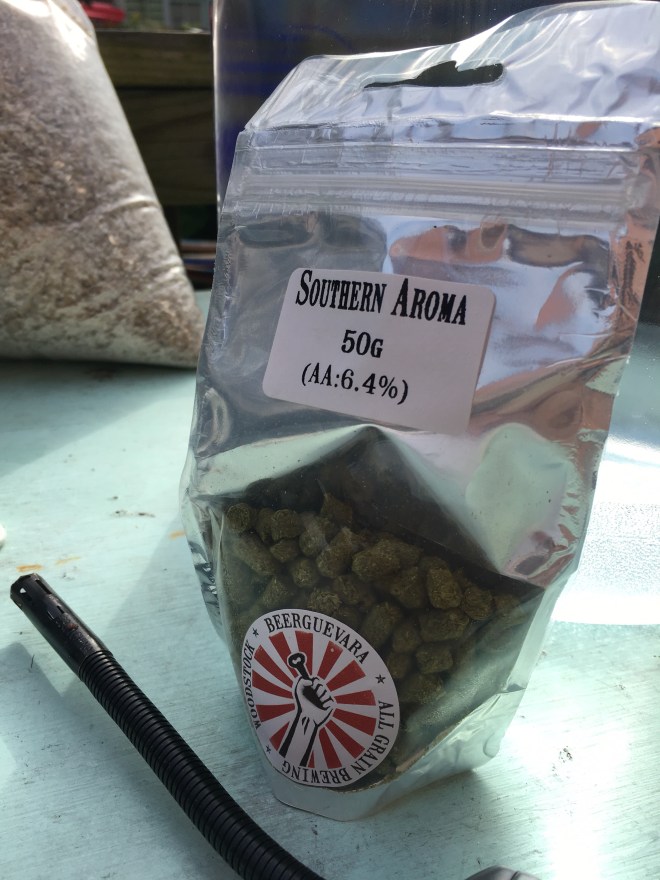 SOUTHERN AROMA
50G
(AA:6.4%)
WOODSTOCK ★ BEERGUEVARA ★ ALL GRAIN BREWING ★